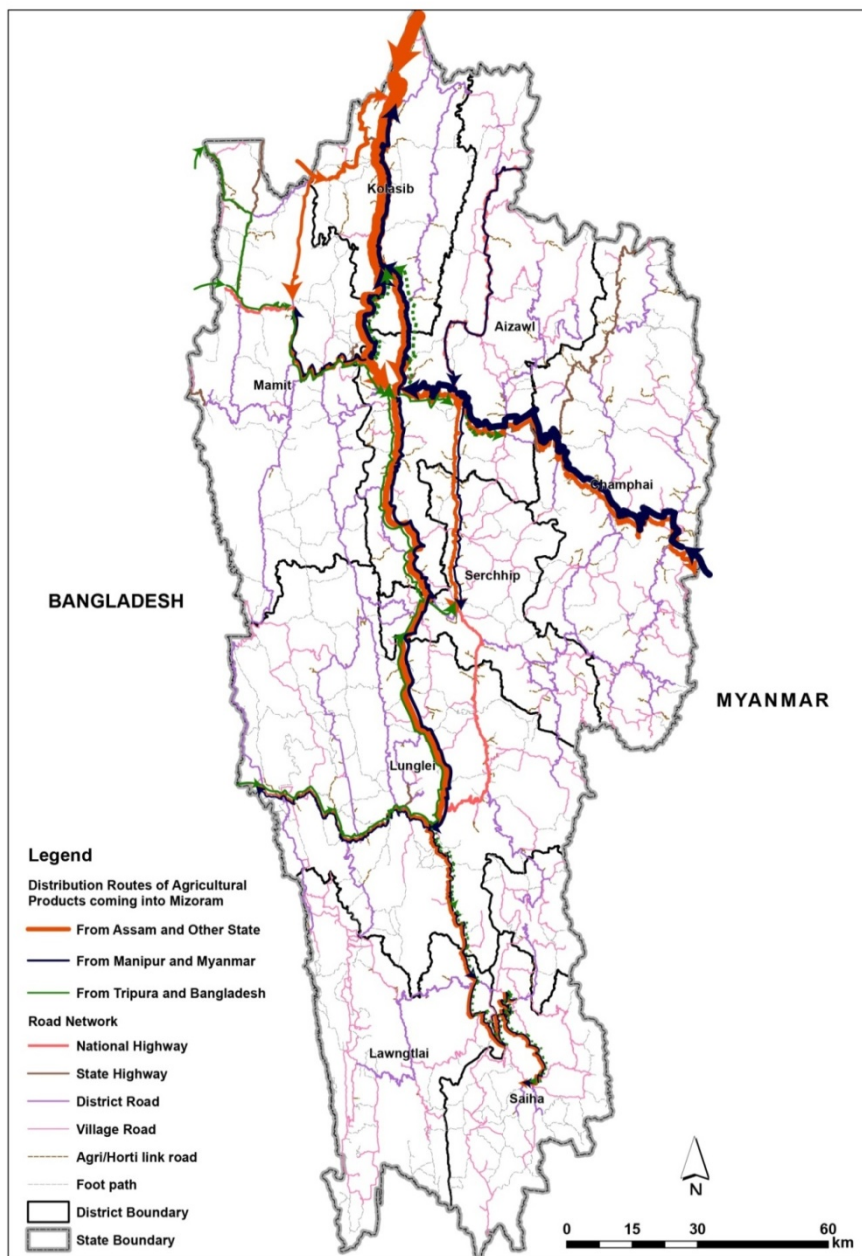 Kolasib
Aizawl
Mamit
Champhai
Serchhip
BANGLADESH
MYANMAR
Lunglei
Legend
Distribution Routes of Agricultural
Products coming into Mizoram
From Assam and Other State
From Manipur and Myanmar
From Tripura and Bangladesh
Road Network
National Highway
State Highway
District Road
Village Road
Agri/Horti link road
Foot path
District Boundary
State Boundary
Lawngtlai
Saiha
N
0 15 30 60
km